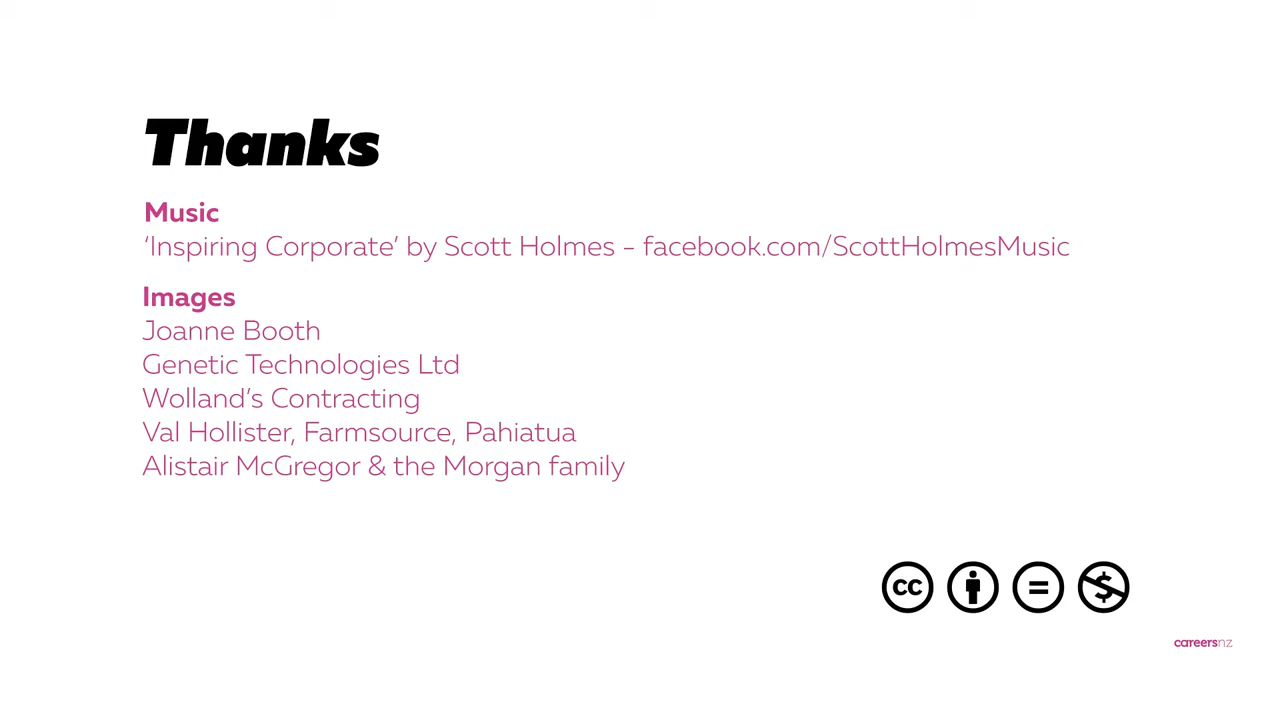 Thanks
Music
‘Inspiring Corporate’ by Scott Holmes - facebook.com/ScottHolmesMusic
Images
Joanne Booth
Genetic Technologies Ltd
Wolland’s Contracting
Val Hollister, Farmsource, Pahiatua
Alistair McGregor & the Morgan family
cc = $
careersnz